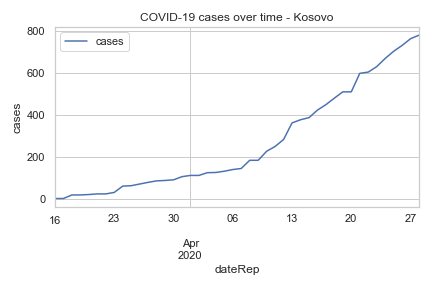 COVID-19 cases over time - Kosovo
cases
800
600
400
200
0
cases
16 23 30 06 13 20 27
Apr
2020
dateRep